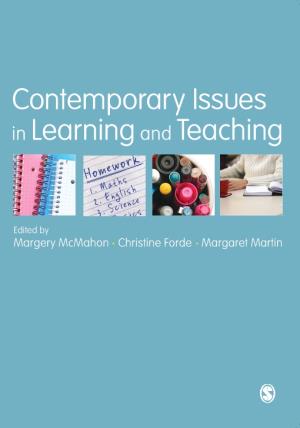 Contemporary Issues
in Learning and Teaching
Homework
1. Maths
2. English
3. Science
Edited by
Margery McMahon • Christine Forde • Margaret Martin
S